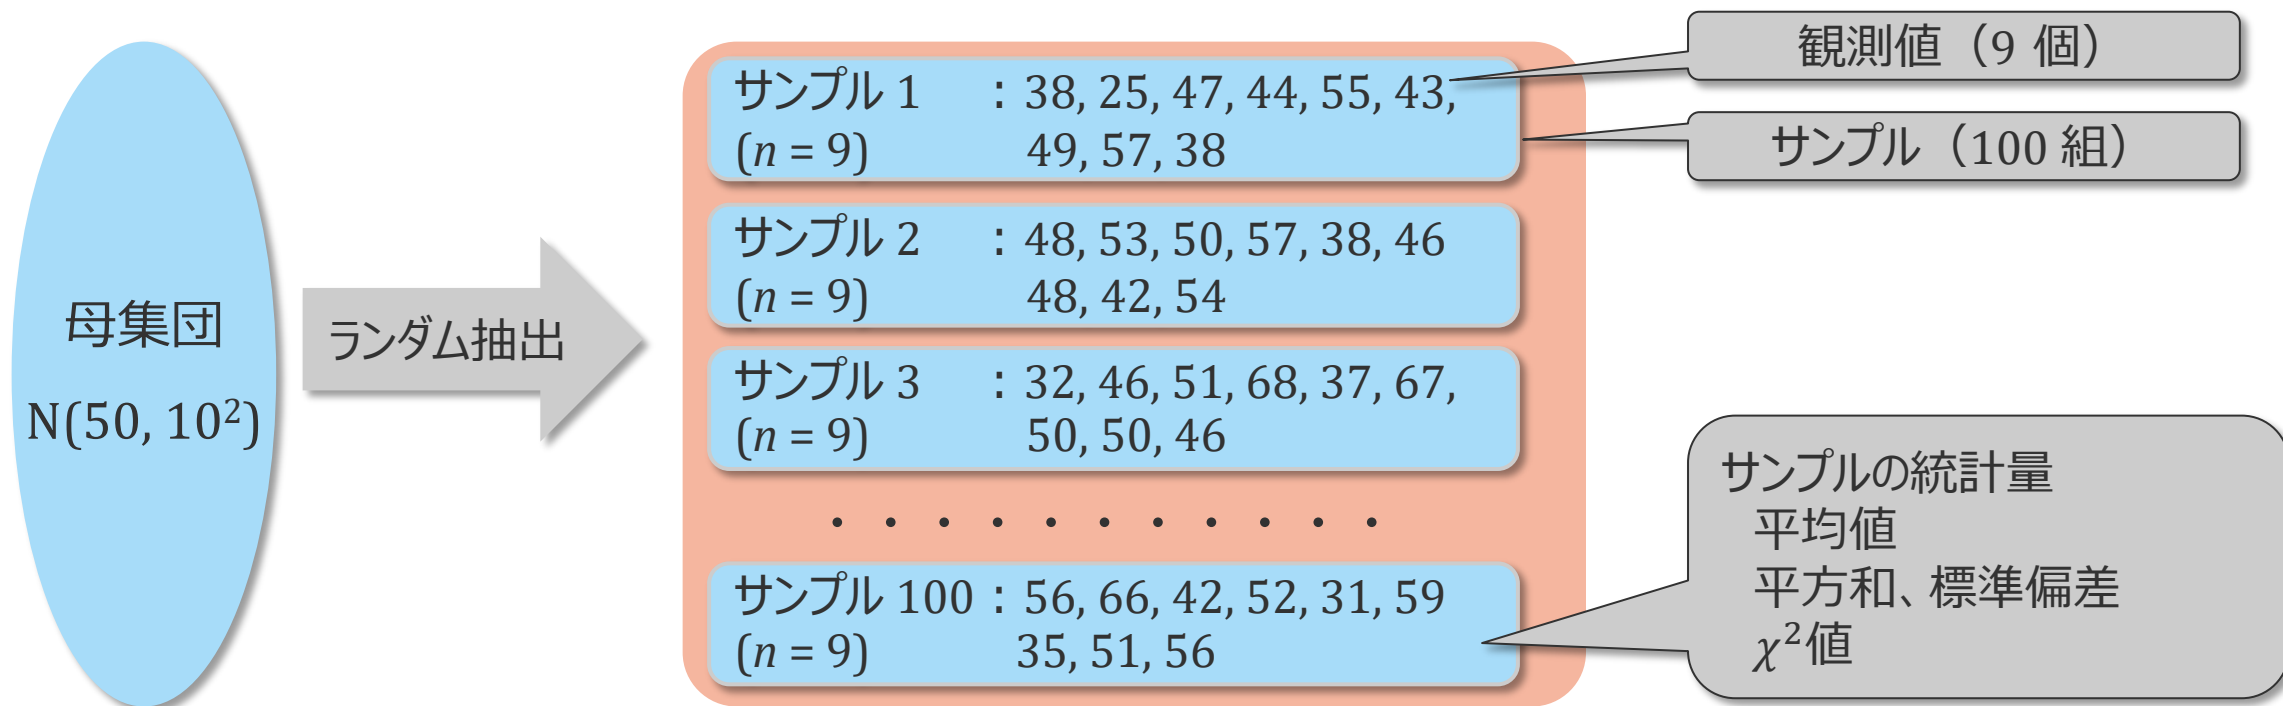 母集団
N(50, 10²)
ランダム抽出
サンプル 1 : 38, 25, 47, 44, 55, 43,
(n = 9) 49, 57, 38
サンプル 2 : 48, 53, 50, 57, 38, 46
(n = 9) 48, 42, 54
サンプル 3 : 32, 46, 51, 68, 37, 67,
(n = 9) 50, 50, 46
・・・・・・・・・・・
サンプル 100 : 56, 66, 42, 52, 31, 59
(n = 9) 35, 51, 56
観測値（9 個）
サンプル（100 組）
サンプルの統計量
平均値
平方和、標準偏差
χ²値